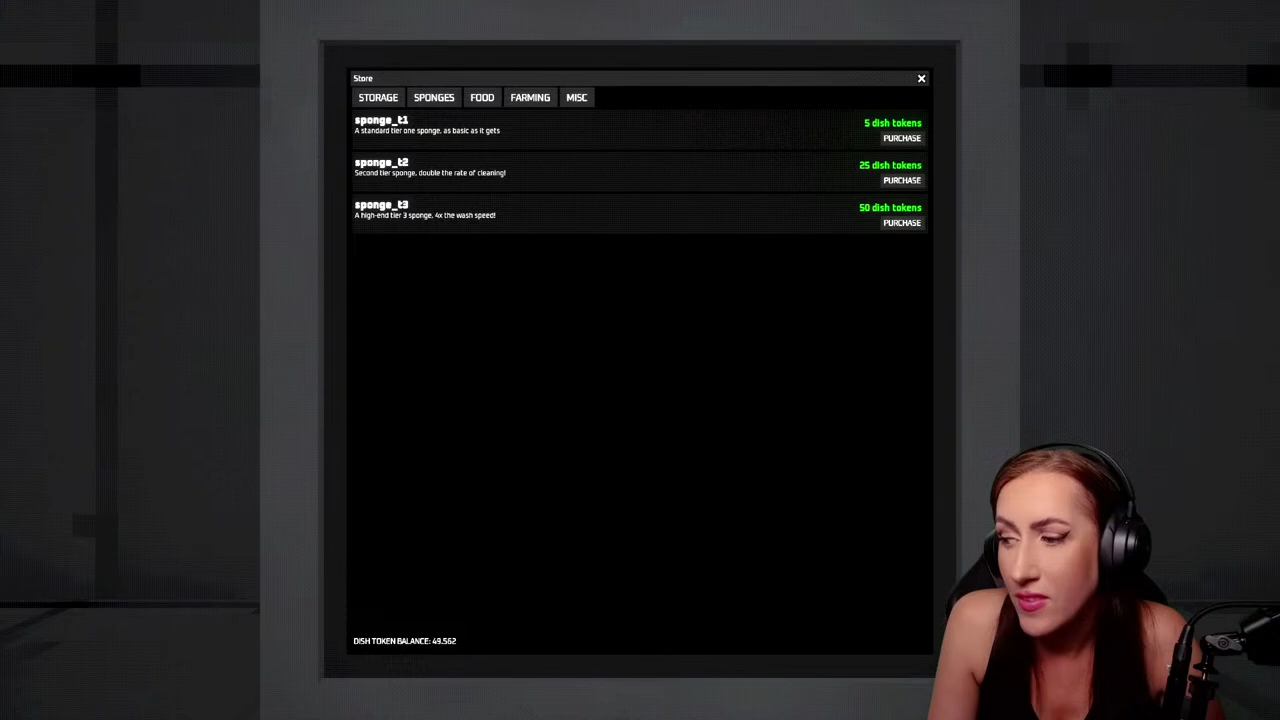 Store
STORAGE SPONGES FOOD FARMING MISC
sponge_t1
A standard tier one sponge, as basic as it gets
5 dish tokens
PURCHASE
sponge_t2
Second tier sponge, double the rate of cleaning!
25 dish tokens
PURCHASE
sponge_t3
A high-end tier 3 sponge, 4x the wash speed!
50 dish tokens
PURCHASE
DISH TOKEN BALANCE: 49.562